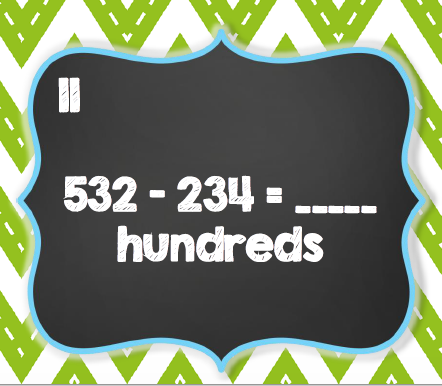 11
532 - 234 = _____
hundreds